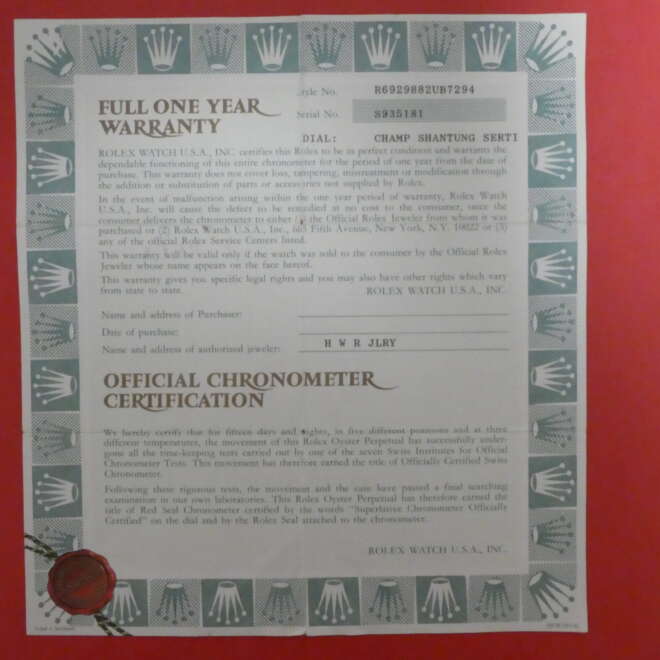 Style No. R6929882UB7294
FULL ONE YEAR
WARRANTY
Serial No. S935181
DIAL: CHAMP SHANTUNG SERTI
ROLEX WATCH U.S.A., INC. certifies this Rolex to be in perfect condition and warrants the
dependable functioning of this entire chronometer for the period of one year from the date of
purchase. This warranty does not cover loss, tampering, mistreatment or modification through
the addition or substitution of parts or accessories not supplied by Rolex.
In the event of malfunction arising within the one year period of warranty, Rolex Watch
U.S.A., Inc. will cause the defect to be remedied at no cost to the consumer, once the
consumer delivers the chronometer to either the Official Rolex Jeweler from whom it was
purchased or (2) Rolex Watch U.S.A., Inc., 665 Fifth Avenue, New York, N.Y. 10022 or (3)
any of the official Rolex Service Centers listed.
This warranty will be valid only if the watch was sold to the consumer by the Official Rolex
Jeweler whose name appears on the face hereof.
This warranty gives you specific legal rights and you may also have other rights which vary
from state to state. ROLEX WATCH U.S.A., INC.
Name and address of Purchaser:
Date of purchase:
Name and address of authorized jeweler: H W R JLRY
OFFICIAL CHRONOMETER
CERTIFICATION
We hereby certify that for fifteen days and nights, in five different positions and at three
different temperatures, the movement of this Rolex Oyster Perpetual has successfully under-
gone all the time-keeping tests carried out by one of the seven Swiss Institutes for Official
Chronometer Tests. This movement has therefore earned the title of Officially Certified Swiss
Chronometer.
Following these rigorous tests, the movement and the case have passed a final searching
examination in our own laboratories. This Rolex Oyster Perpetual has therefore earned the
title of Red Seal Chronometer certified by the words "Superlative Chronometer Officially
Certified" on the dial and by the Rolex Seal attached to the chronometer.
ROLEX WATCH U.S.A., INC.